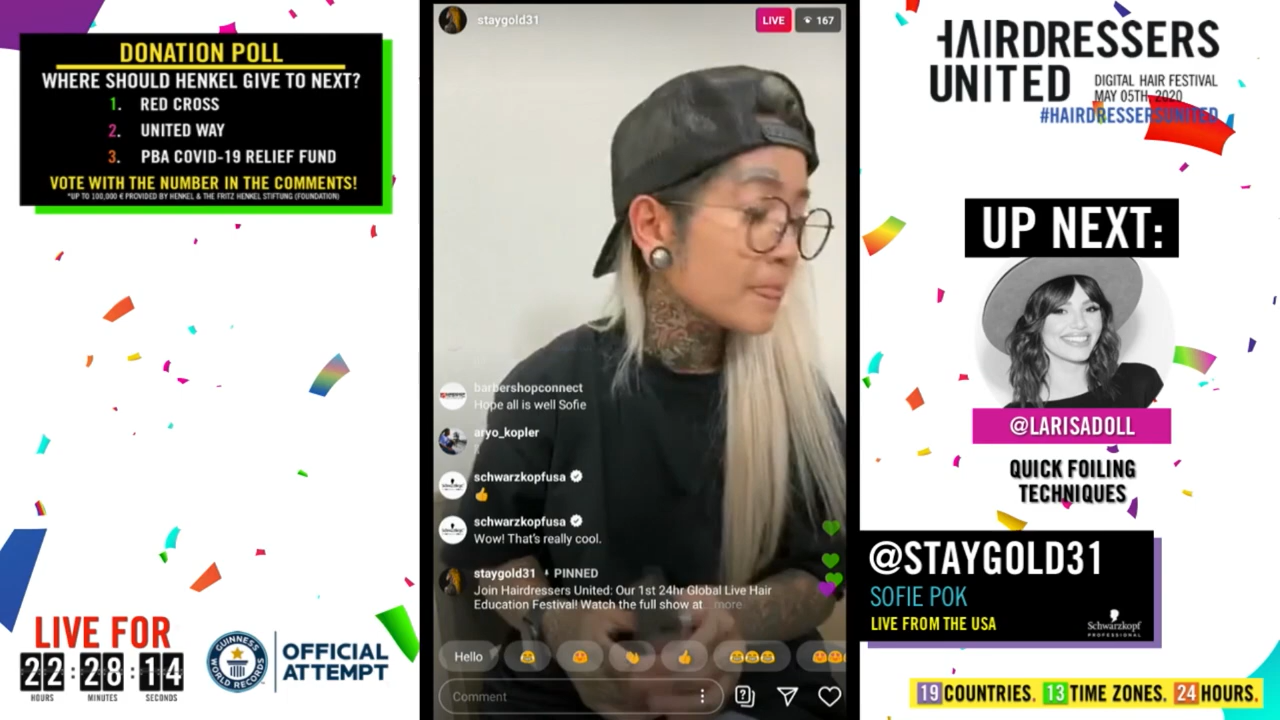 DONATION POLL
WHERE SHOULD HENKEL GIVE TO NEXT?
1. RED CROSS
2. UNITED WAY
3. PBA COVID-19 RELIEF FUND
VOTE WITH THE NUMBER IN THE COMMENTS!
*UP TO 100,000 € PROVIDED BY HENKEL & THE FRITZ HENKEL STIFTUNG (FOUNDATION)
LIVE FOR
22:28:14
HOURS MINUTES SECONDS
GUINNESS
WORLD RECORDS
OFFICIAL
ATTEMPT
staygold31
LIVE
167
barbershopconnect
Hope all is well Sofie
aryo_kopler
schwarzkopfusa
👍
schwarzkopfusa
Wow! That's really cool.
staygold31 PINNED
Join Hairdressers United: Our 1st 24hr Global Live Hair
Education Festival! Watch the full show at... more
Hello
Comment
HAIRDRESSERS
UNITED
DIGITAL HAIR FESTIVAL
MAY 05TH, 2020
#HAIRDRESSERSUNITED
UP NEXT:
@LARISADOLL
QUICK FOILING
TECHNIQUES
@STAYGOLD31
SOFIE POK
LIVE FROM THE USA
Schwarzkopf
PROFESSIONAL
19 COUNTRIES. 13 TIME ZONES. 24 HOURS.